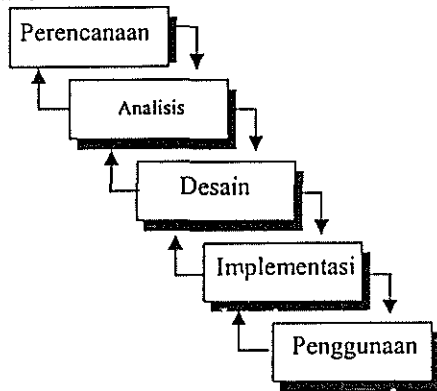 Perencanaan
Analisis
Desain
Implementasi
Penggunaan